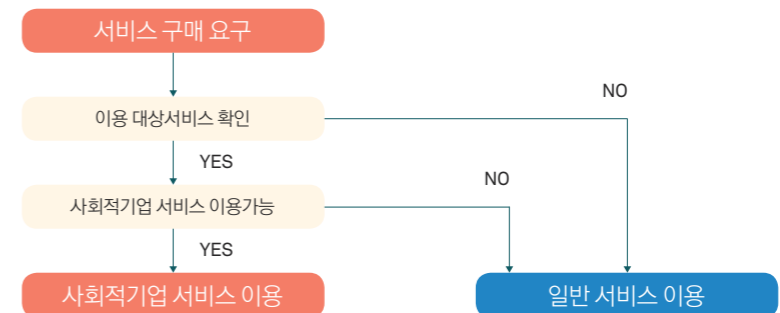 서비스 구매 요구
NO
이용 대상서비스 확인
YES
NO
사회적기업 서비스 이용가능
YES
사회적기업 서비스 이용
일반 서비스 이용